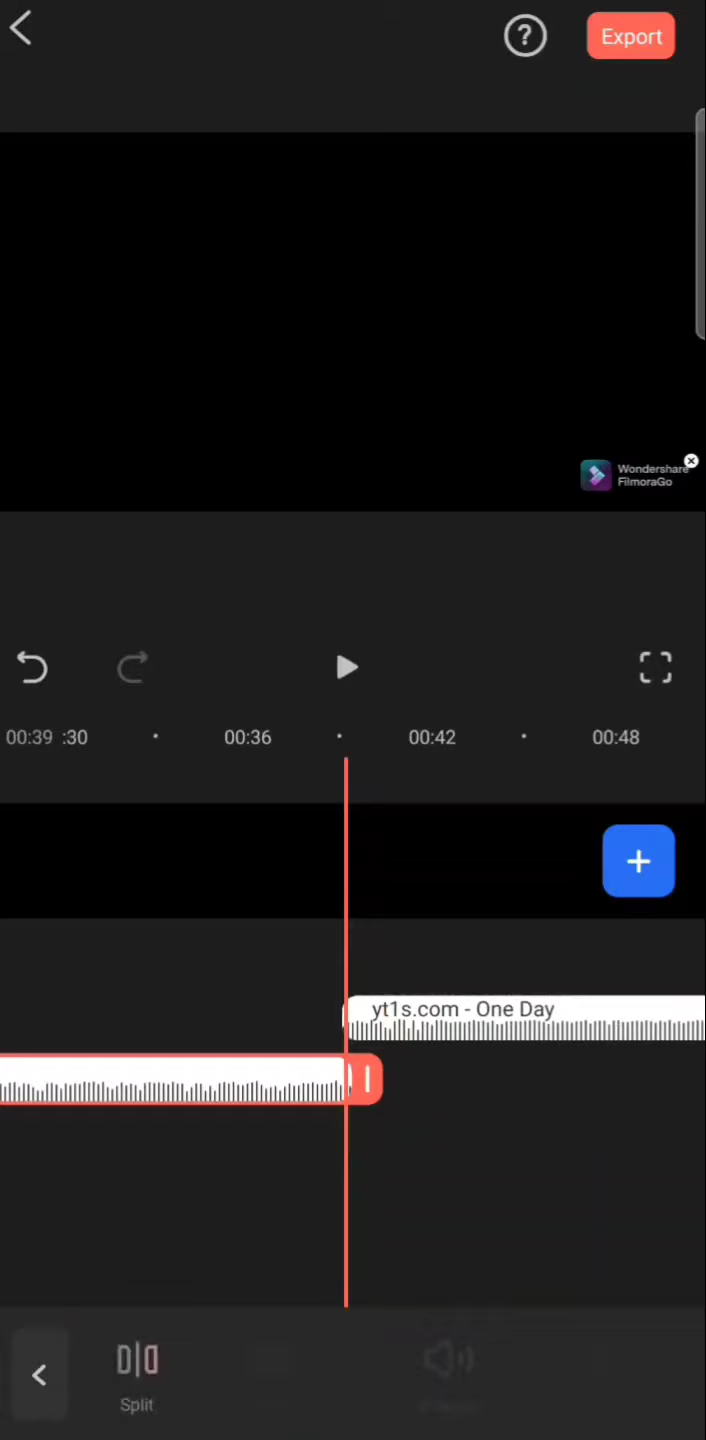 ?
Export
Wondershare
FilmoraGo
00:39 :30 00:36 00:42 00:48
yt1s.com - One Day
Split